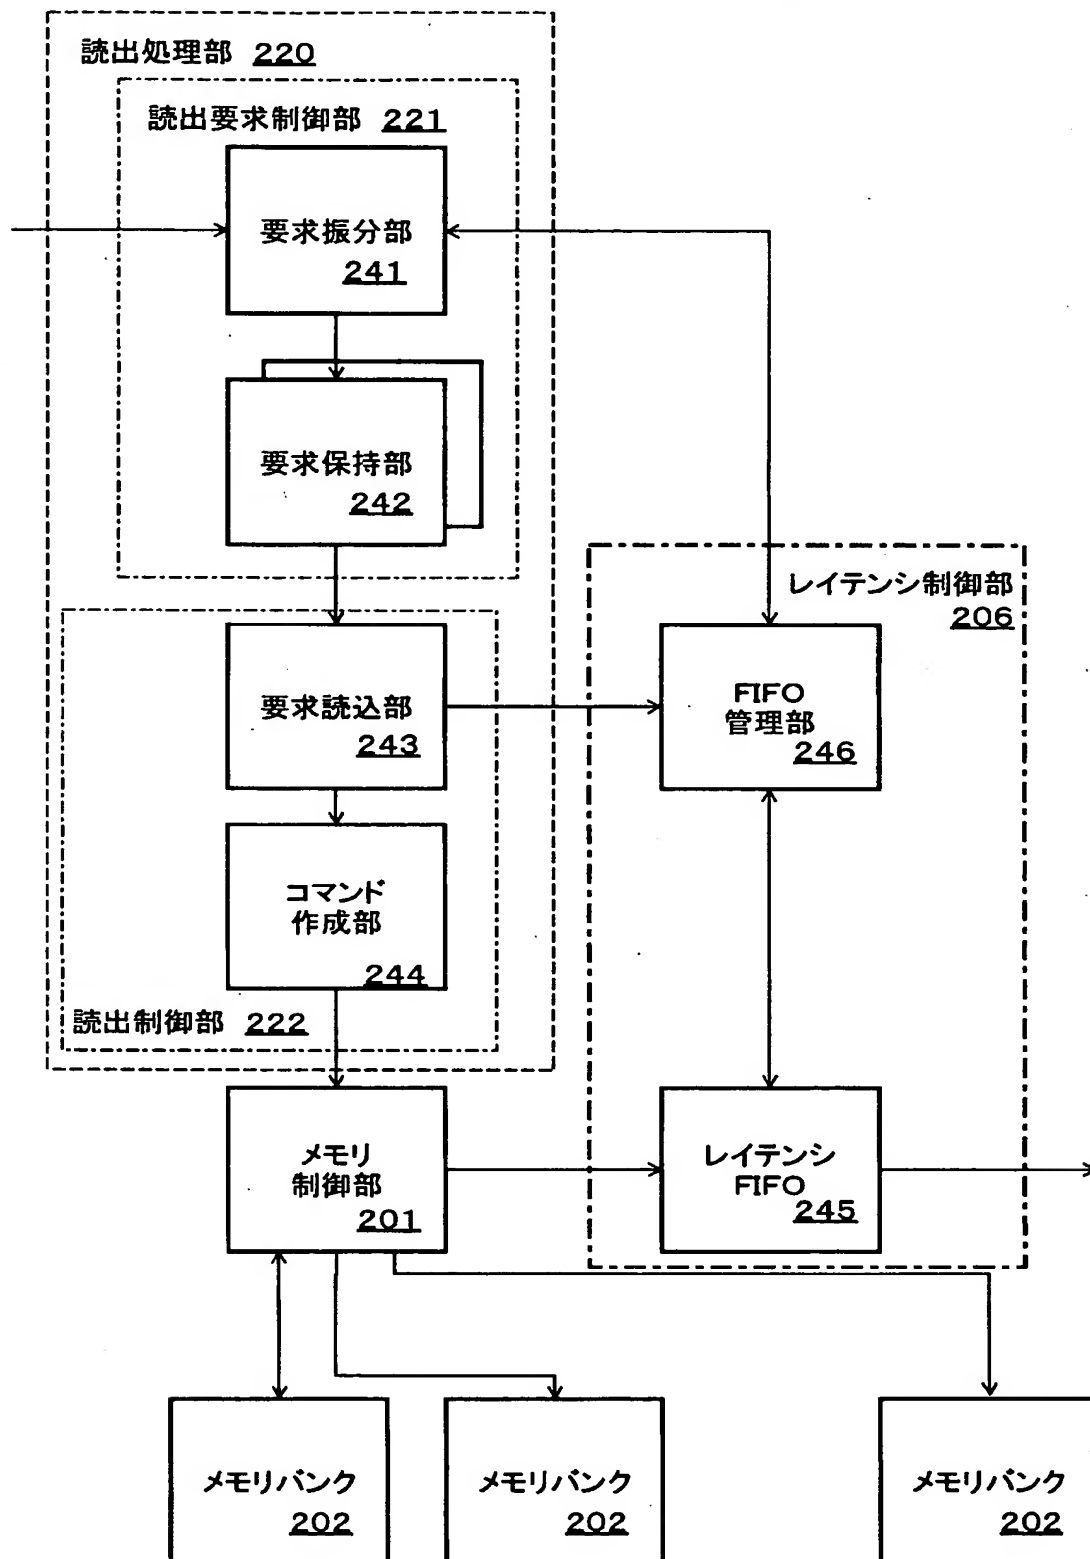 読出処理部 220
読出要求制御部 221
要求振分部
241
要求保持部
242
レイテンシ制御部
206
要求読込部
243
FIFO
管理部
246
コマンド
作成部
244
読出制御部 222
メモリ
制御部
201
レイテンシ
FIFO
245
メモリバンク
202
メモリバンク
202
メモリバンク
202